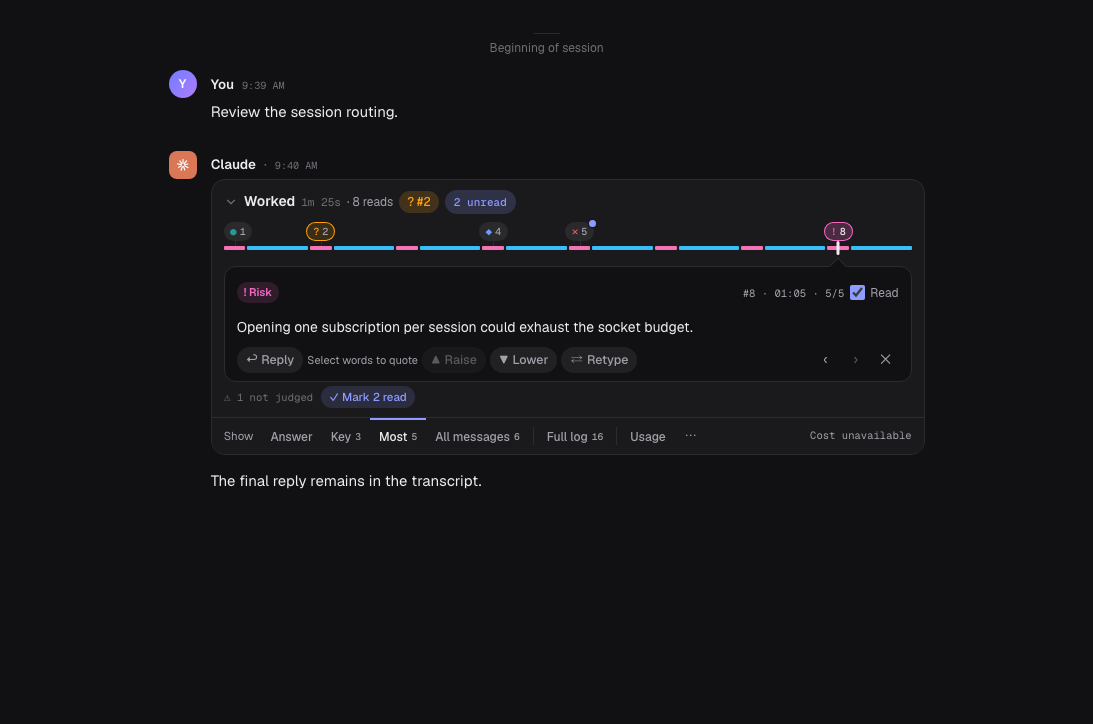 Beginning of session
Y You 9:39 AM
Review the session routing.
Claude · 9:40 AM
Worked 1m 25s · 8 reads ? #2 2 unread
1 ? 2 ◆ 4 × 5 ! 8
! Risk #8 · 01:05 · 5/5 Read
Opening one subscription per session could exhaust the socket budget.
↩ Reply Select words to quote ▲ Raise ▼ Lower ⇄ Retype ‹ › ×
⚠ 1 not judged ✓ Mark 2 read
Show Answer Key 3 Most 5 All messages 6 Full log 16 Usage ··· Cost unavailable
The final reply remains in the transcript.